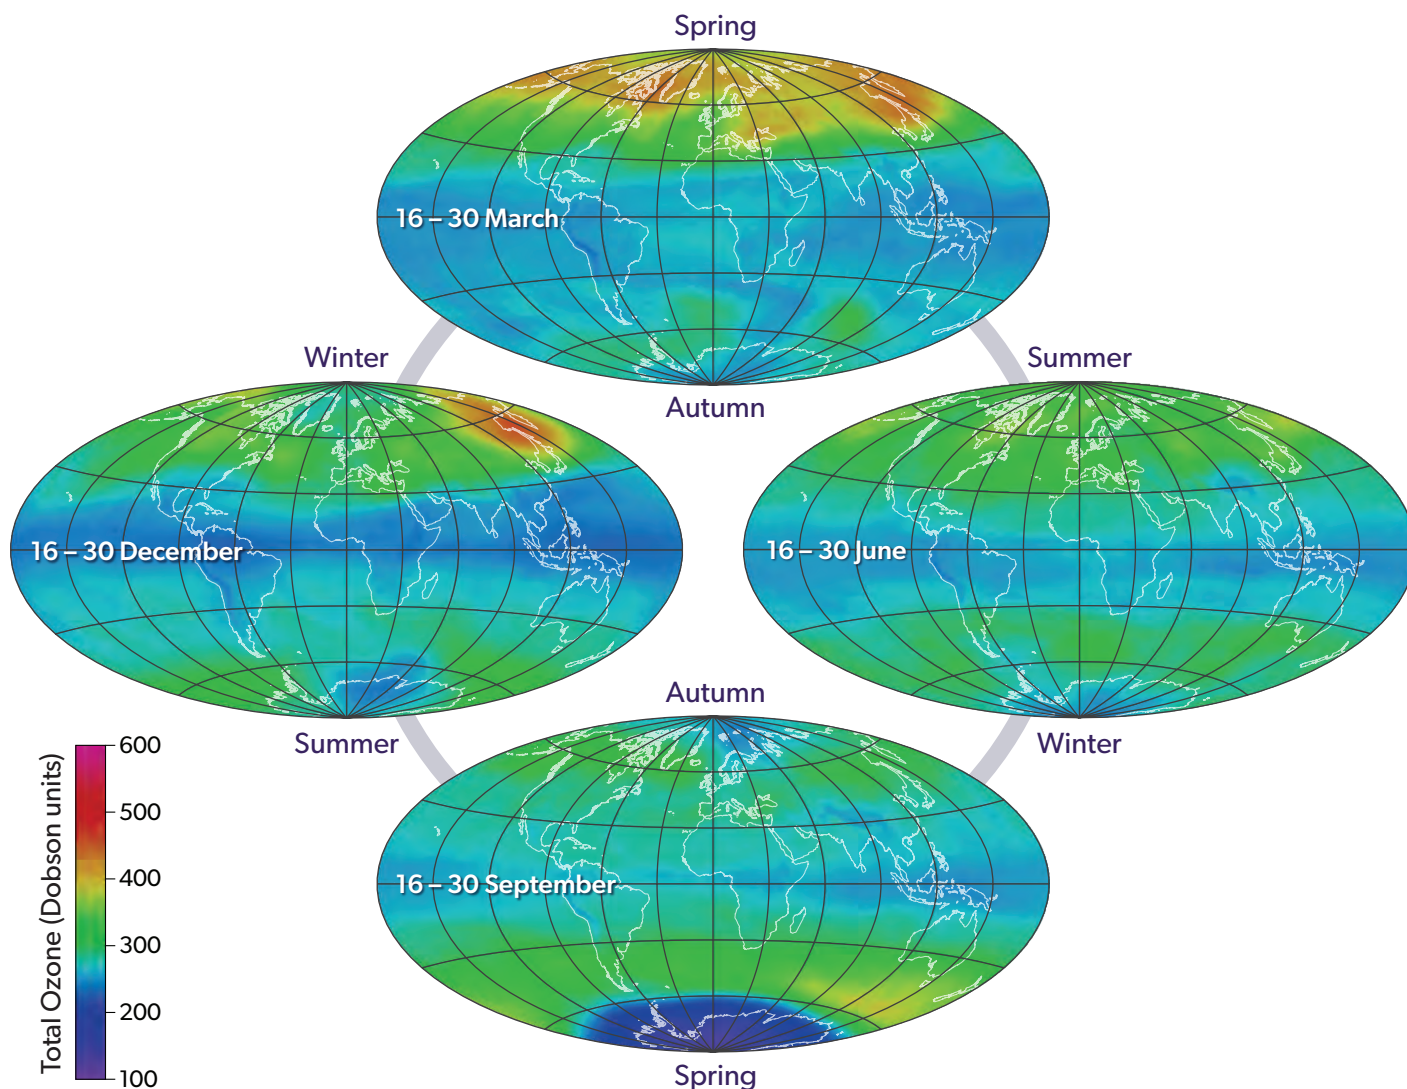 Spring
16 – 30 March
Autumn
Winter
16 – 30 December
Summer
Summer
16 – 30 June
Winter
Autumn
16 – 30 September
Spring
Total Ozone (Dobson units)
600
500
400
300
200
100